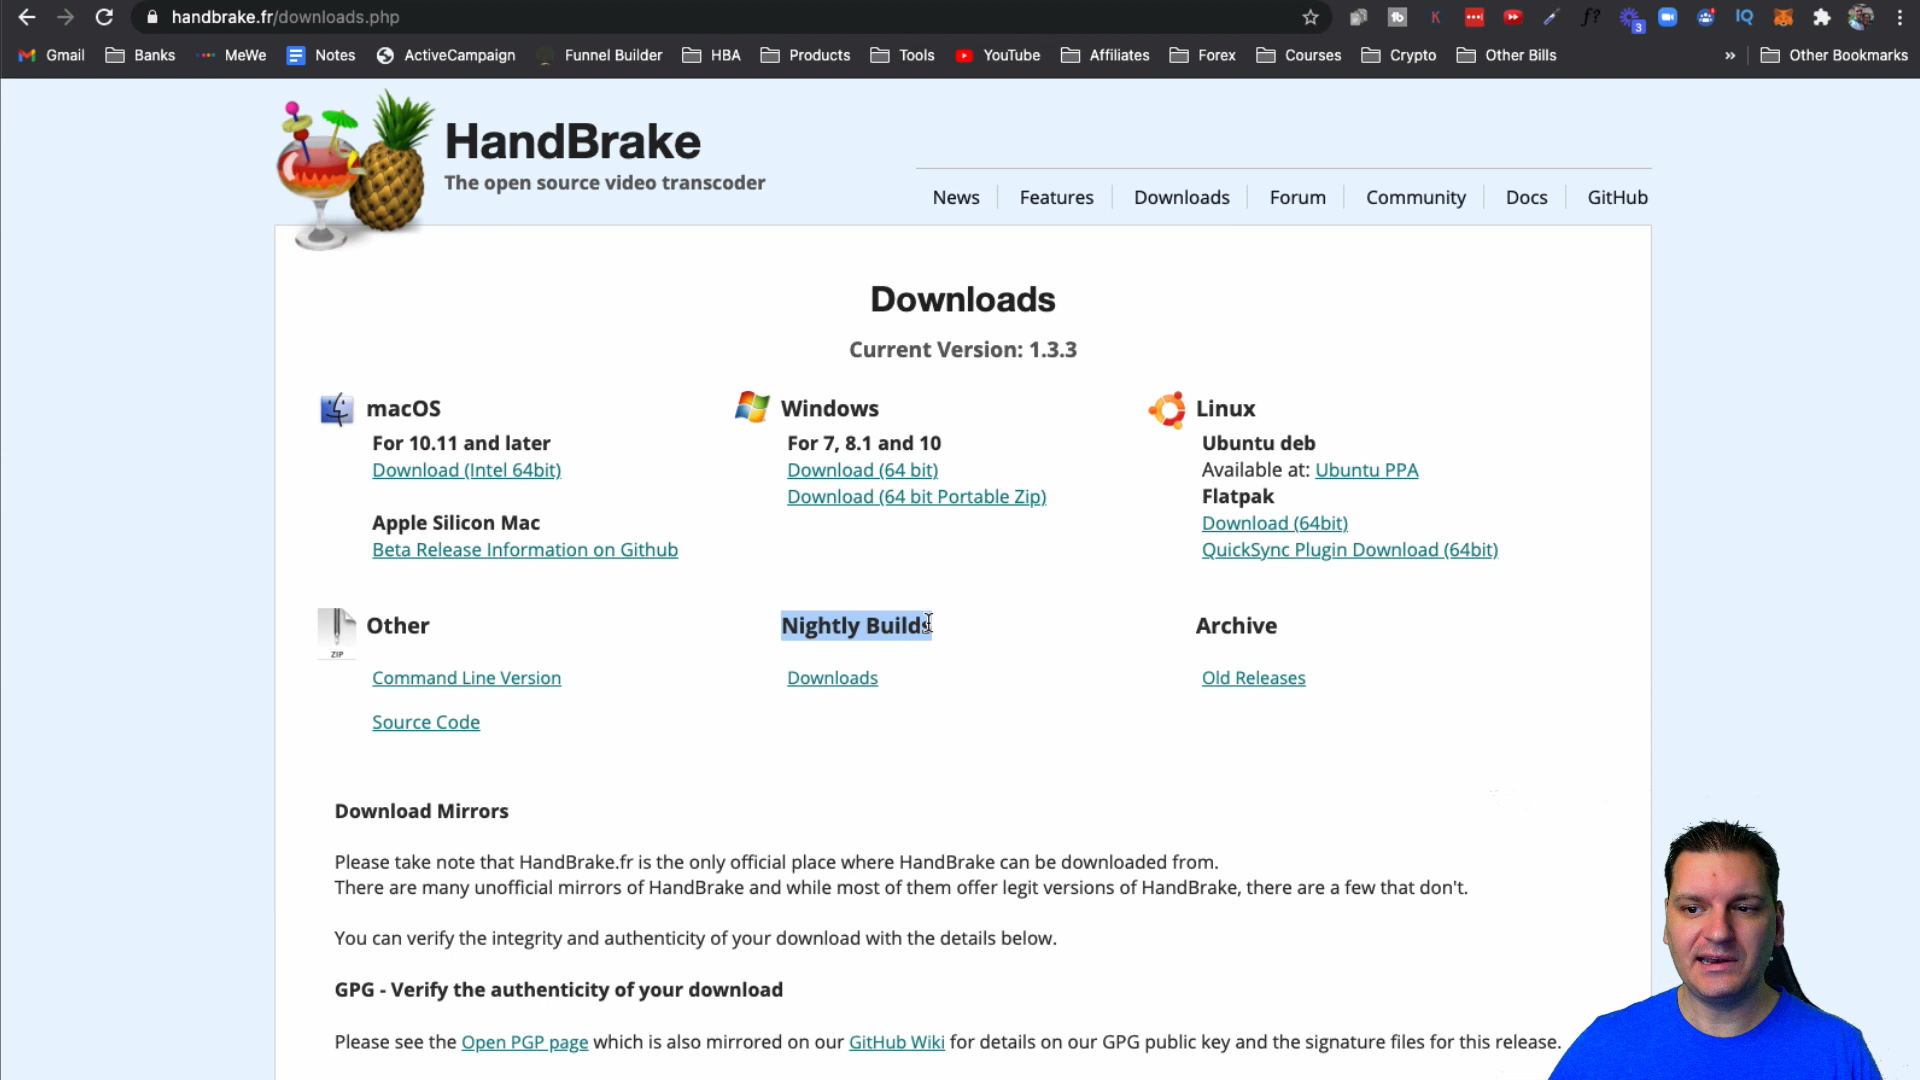 handbrake.fr/downloads.php
Gmail Banks MeWe Notes ActiveCampaign Funnel Builder HBA Products Tools YouTube Affiliates Forex Courses Crypto Other Bills » Other Bookmarks
HandBrake
The open source video transcoder
News Features Downloads Forum Community Docs GitHub
Downloads
Current Version: 1.3.3
macOS
For 10.11 and later
Download (Intel 64bit)
Apple Silicon Mac
Beta Release Information on Github
Windows
For 7, 8.1 and 10
Download (64 bit)
Download (64 bit Portable Zip)
Linux
Ubuntu deb
Available at: Ubuntu PPA
Flatpak
Download (64bit)
QuickSync Plugin Download (64bit)
ZIP
Other
Command Line Version
Source Code
Nightly Builds
Downloads
Archive
Old Releases
Download Mirrors
Please take note that HandBrake.fr is the only official place where HandBrake can be downloaded from.
There are many unofficial mirrors of HandBrake and while most of them offer legit versions of HandBrake, there are a few that don't.
You can verify the integrity and authenticity of your download with the details below.
GPG - Verify the authenticity of your download
Please see the Open PGP page which is also mirrored on our GitHub Wiki for details on our GPG public key and the signature files for this release.